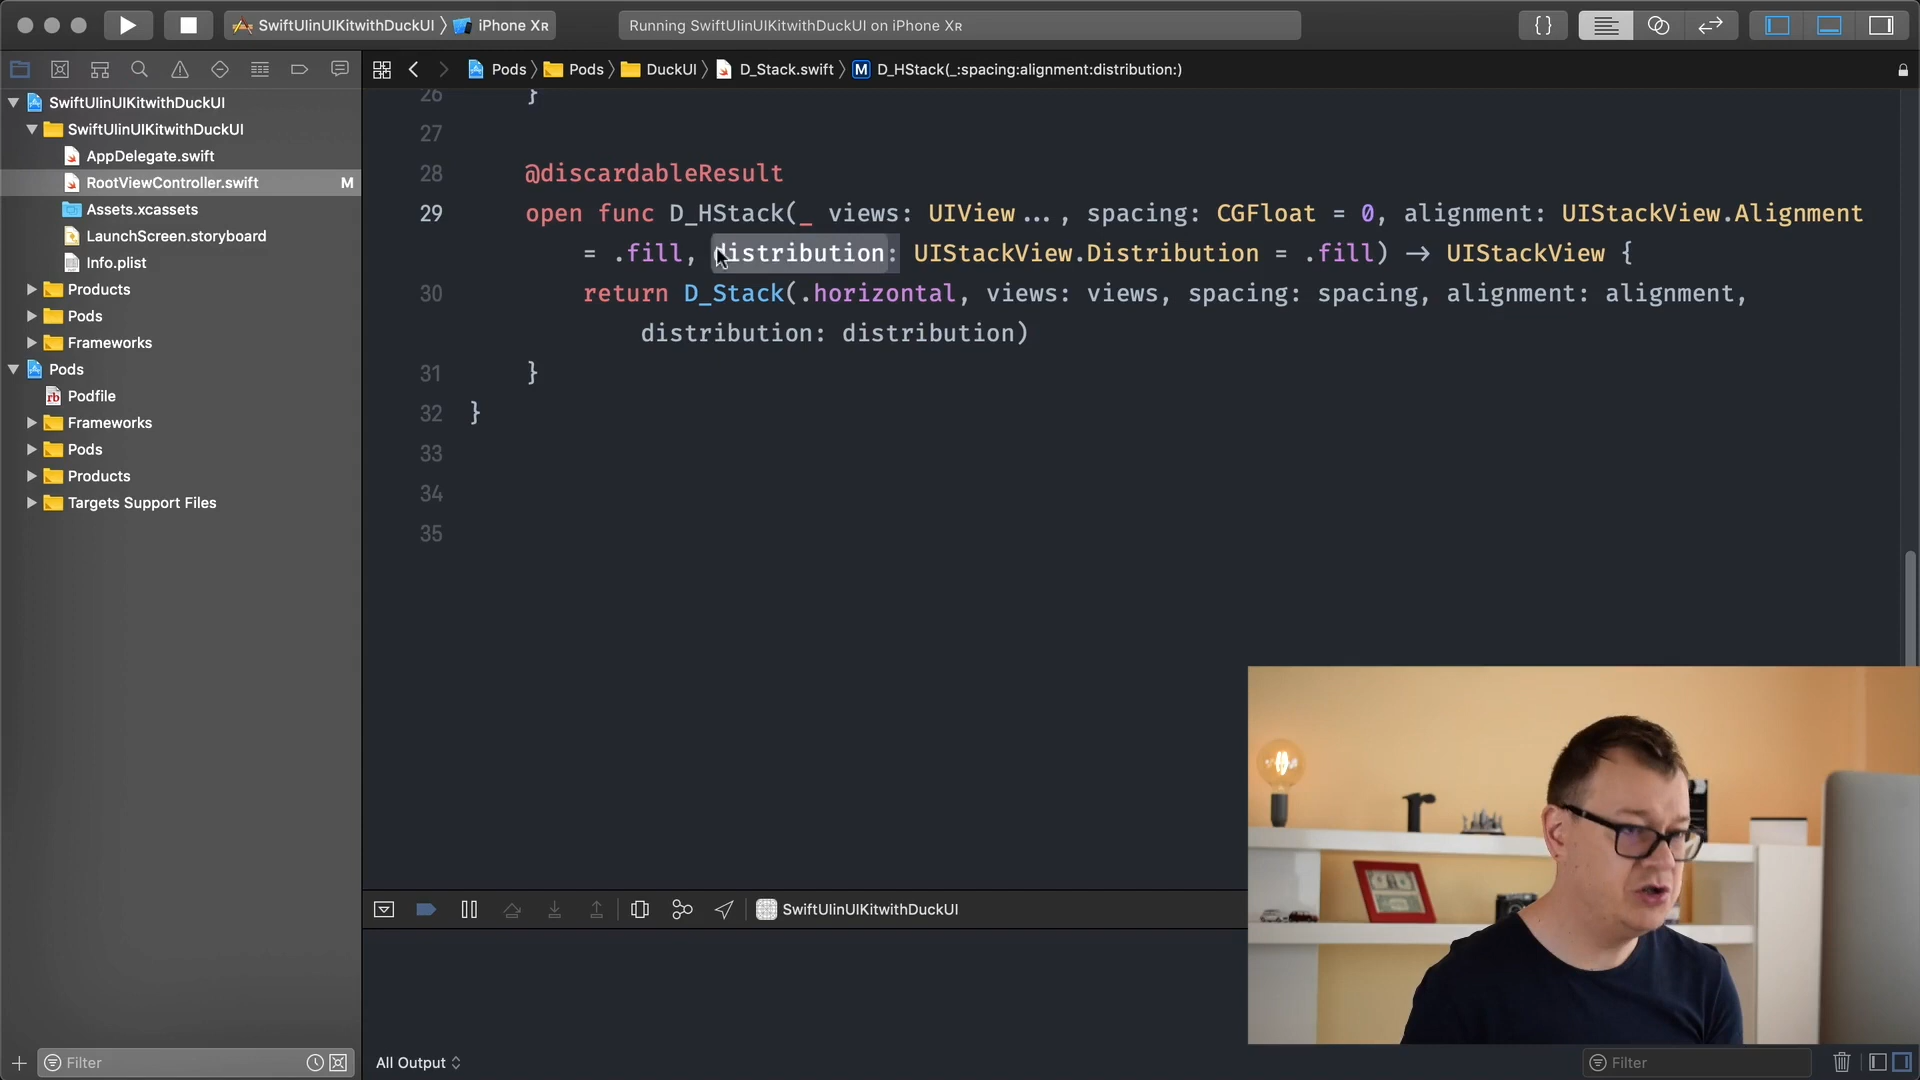 SwiftUIinUIKitwithDuckUI
iPhone XR
Running SwiftUIinUIKitwithDuckUI on iPhone XR
{}
Pods
Pods
DuckUI
D_Stack.swift
M
D_HStack(_:spacing:alignment:distribution:)
SwiftUIinUIKitwithDuckUI
SwiftUIinUIKitwithDuckUI
AppDelegate.swift
RootViewController.swift
M
Assets.xcassets
LaunchScreen.storyboard
Info.plist
Products
Pods
Frameworks
Pods
rb
Podfile
Frameworks
Pods
Products
Targets Support Files
Filter
26 }
27
28 @discardableResult
29 open func D_HStack(_ views: UIView..., spacing: CGFloat = 0, alignment: UIStackView.Alignment
= .fill, distribution: UIStackView.Distribution = .fill) -> UIStackView {
30 return D_Stack(.horizontal, views: views, spacing: spacing, alignment: alignment,
distribution: distribution)
31 }
32 }
33
34
35
SwiftUIinUIKitwithDuckUI
All Output
Filter